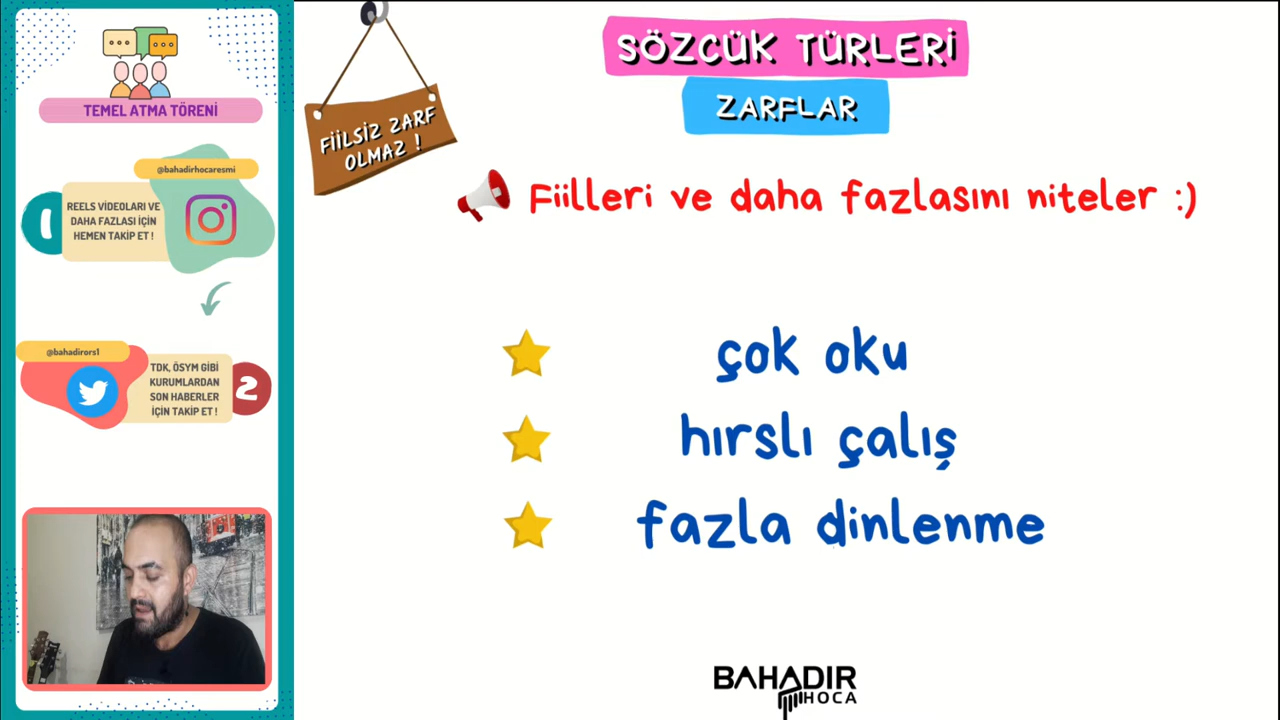 TEMEL ATMA TÖRENİ
@bahadirhocaresmi
1
REELS VİDEOLARI VE
DAHA FAZLASI İÇİN
HEMEN TAKİP ET !
@bahadirors1
TDK, ÖSYM GİBİ
KURUMLARDAN
SON HABERLER
İÇİN TAKİP ET !
2
FİİLSİZ ZARF
OLMAZ !
SÖZCÜK TÜRLERİ
ZARFLAR
Fiilleri ve daha fazlasını niteler :)
çok oku
hırslı çalış
fazla dinlenme
BAHADIR
HOCA